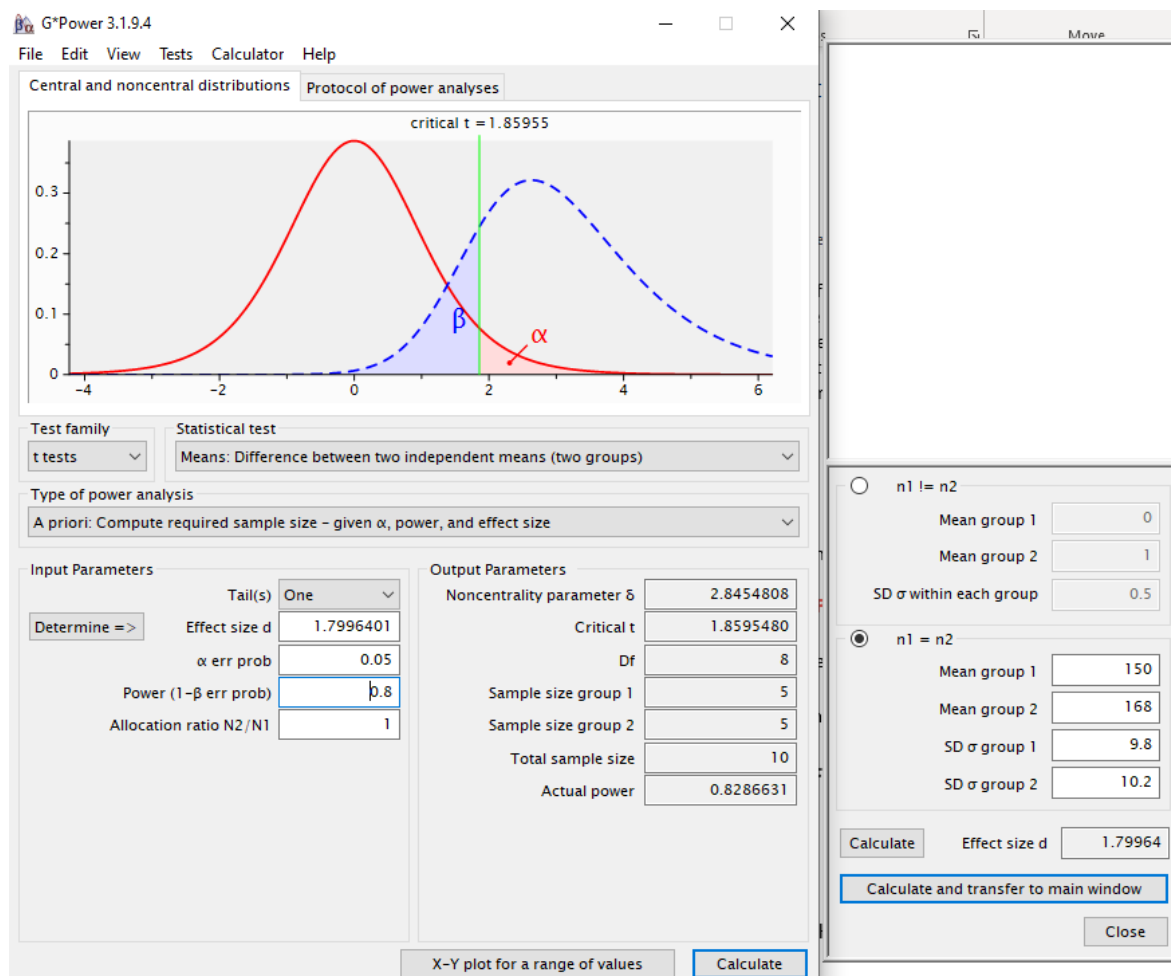 G*Power 3.1.9.4
File Edit View Tests Calculator Help
Move
Central and noncentral distributions Protocol of power analyses
critical t = 1.85955
0.3
0.2
0.1
0
β
α
-4 -2 0 2 4 6
Test family
t tests
Statistical test
Means: Difference between two independent means (two groups)
Type of power analysis
A priori: Compute required sample size – given α, power, and effect size
Input Parameters
Tail(s) One
Determine => Effect size d 1.7996401
α err prob 0.05
Power (1-β err prob) 0.8
Allocation ratio N2/N1 1
Output Parameters
Noncentrality parameter δ 2.8454808
Critical t 1.8595480
Df 8
Sample size group 1 5
Sample size group 2 5
Total sample size 10
Actual power 0.8286631
X-Y plot for a range of values Calculate
n1 != n2
Mean group 1 0
Mean group 2 1
SD σ within each group 0.5
n1 = n2
Mean group 1 150
Mean group 2 168
SD σ group 1 9.8
SD σ group 2 10.2
Calculate Effect size d 1.79964
Calculate and transfer to main window
Close